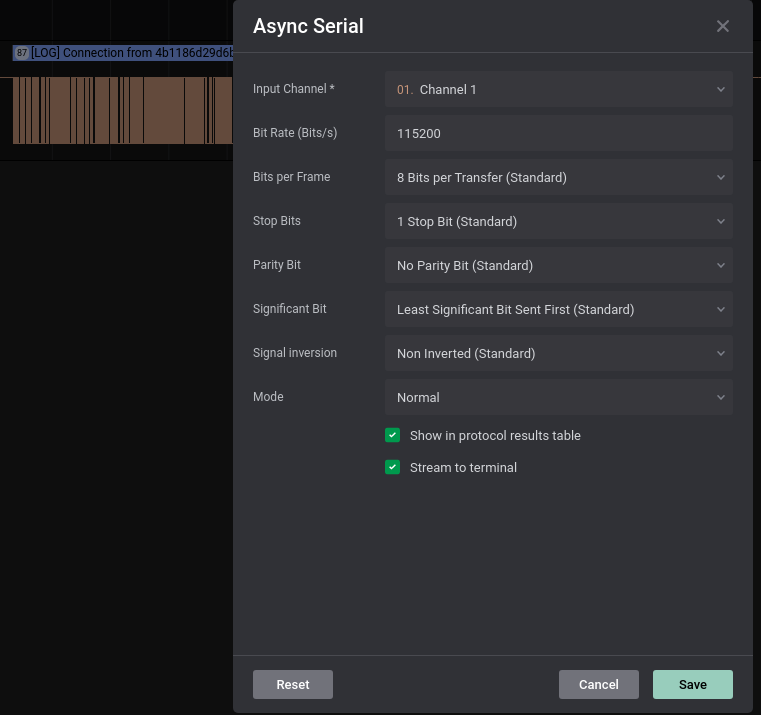 Async Serial
87 [LOG] Connection from 4b1186d29d6b
Input Channel * 01. Channel 1
Bit Rate (Bits/s) 115200
Bits per Frame 8 Bits per Transfer (Standard)
Stop Bits 1 Stop Bit (Standard)
Parity Bit No Parity Bit (Standard)
Significant Bit Least Significant Bit Sent First (Standard)
Signal inversion Non Inverted (Standard)
Mode Normal
Show in protocol results table
Stream to terminal
Reset Cancel Save